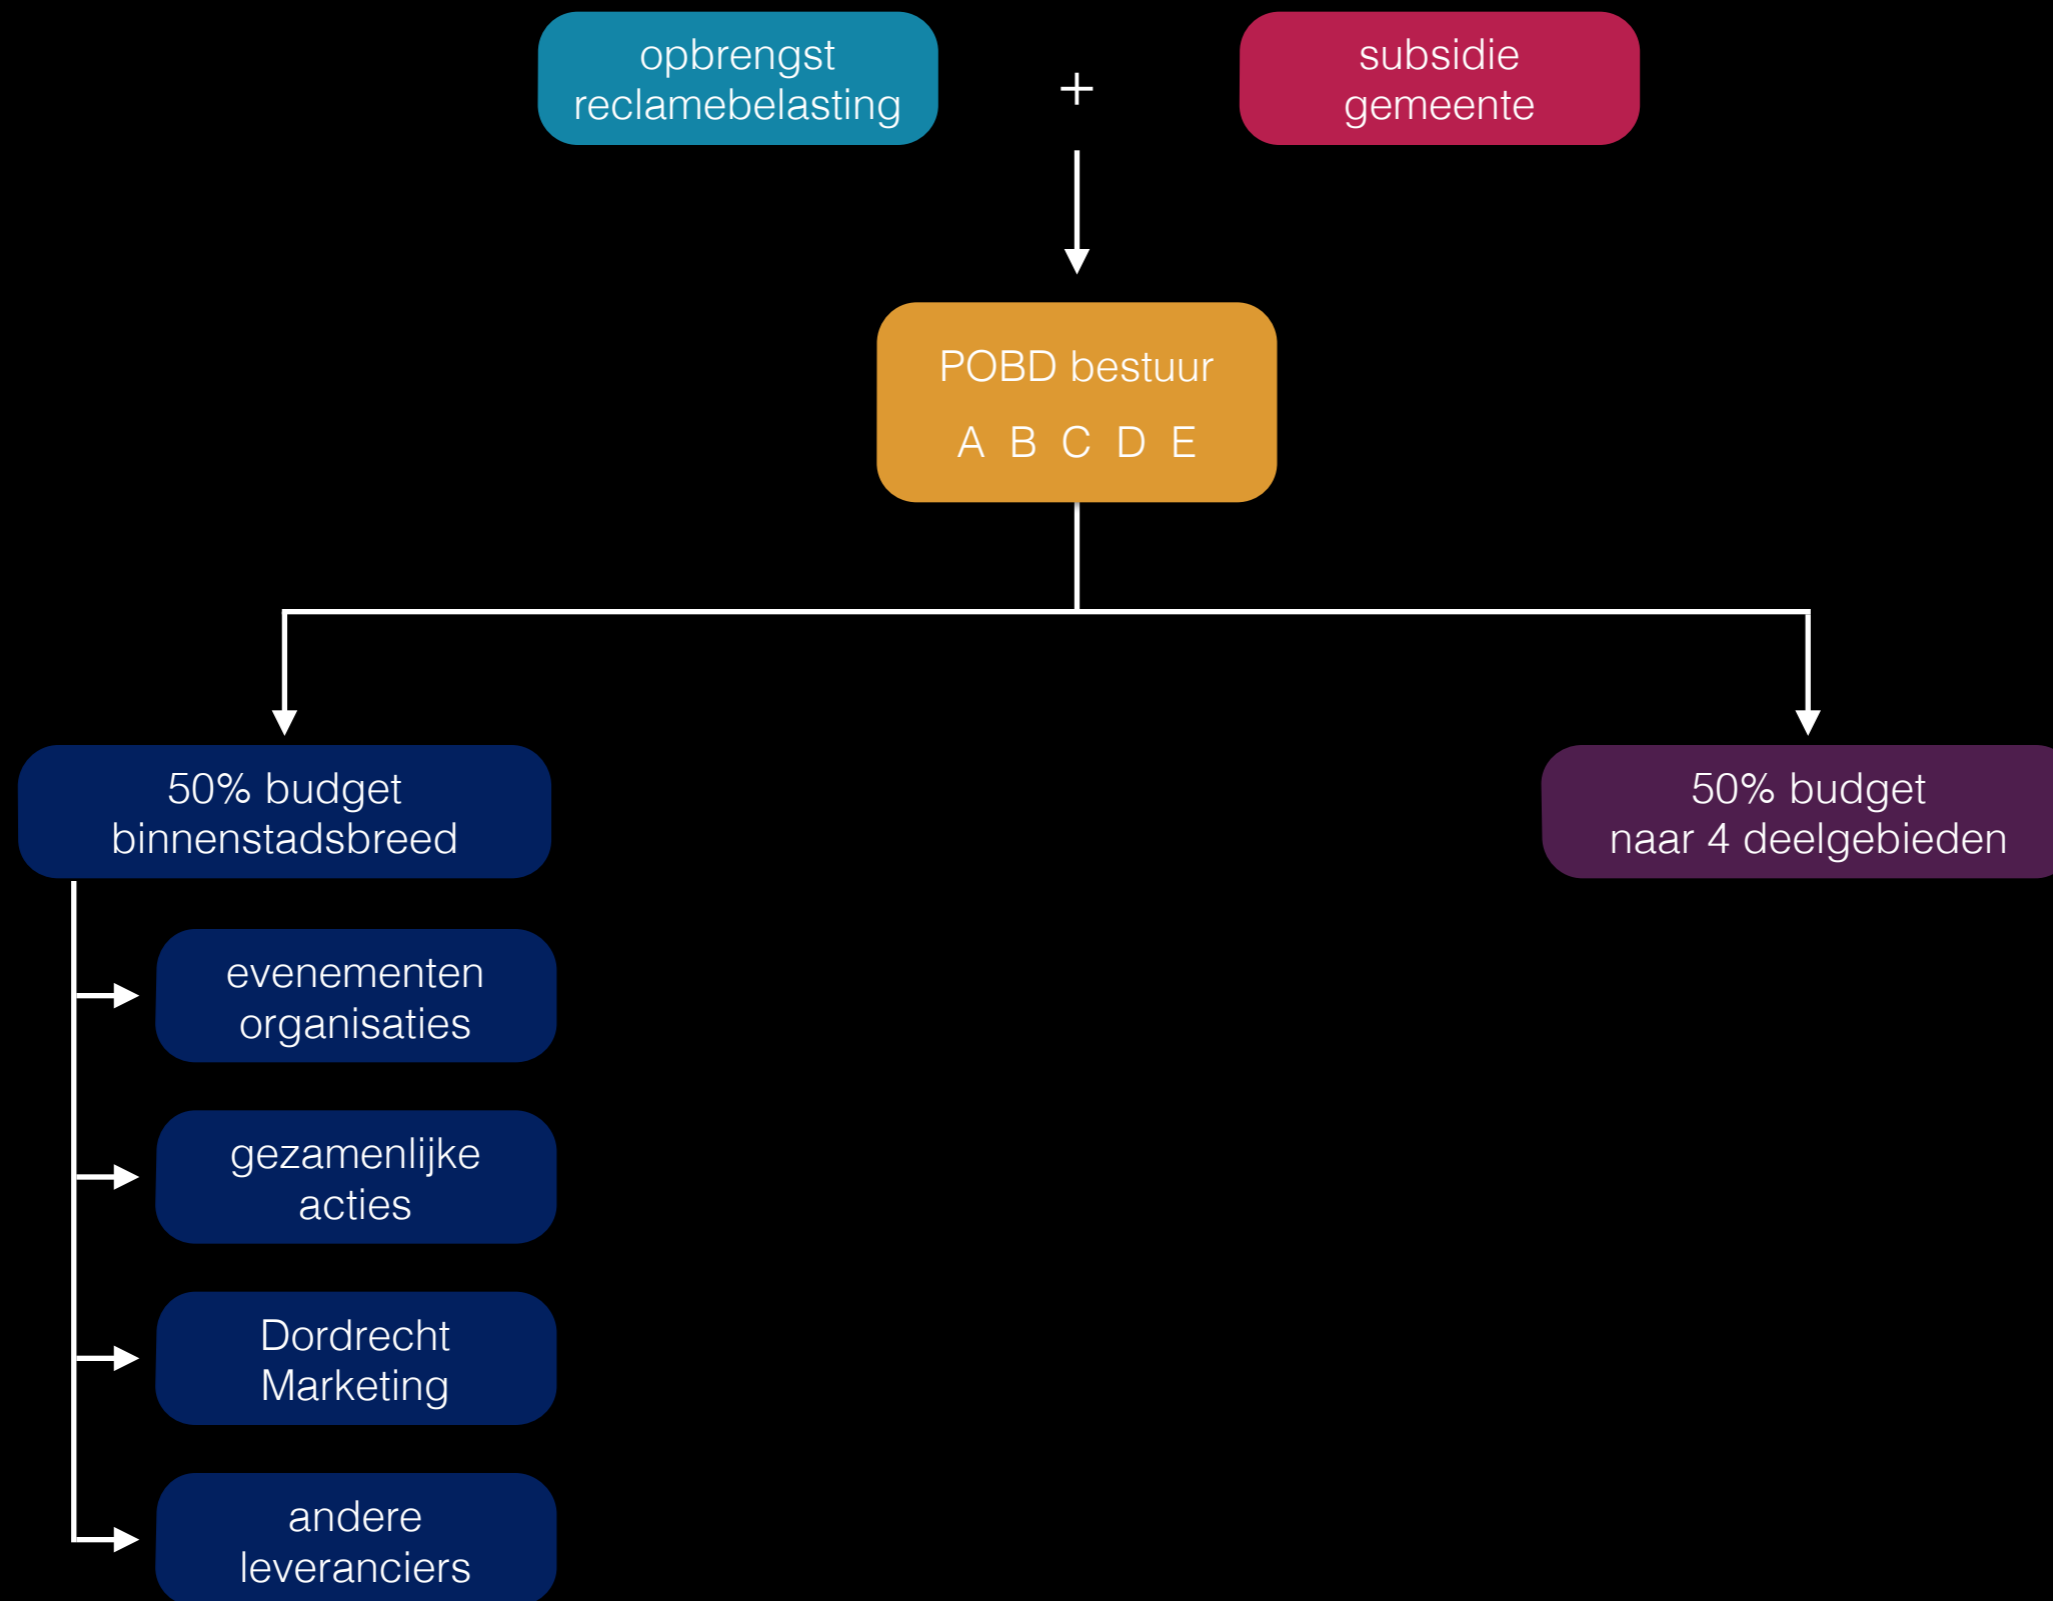 opbrengst
reclamebelasting
+
subsidie
gemeente
POBD bestuur
A B C D E
50% budget
binnenstadsbreed
50% budget
naar 4 deelgebieden
evenementen
organisaties
gezamenlijke
acties
Dordrecht
Marketing
andere
leveranciers